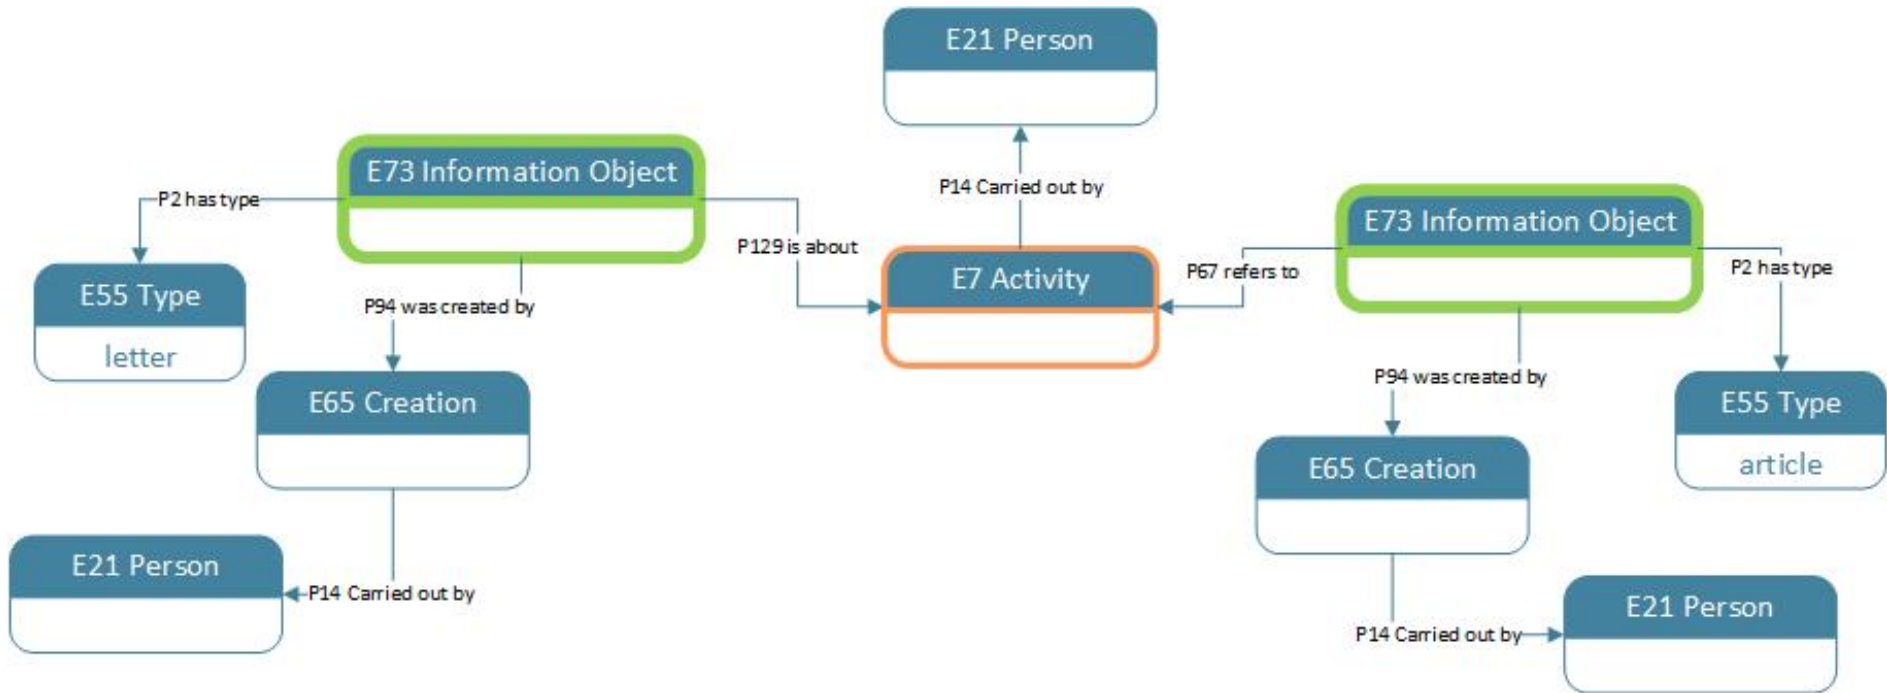 E21 Person
E73 Information Object
P14 Carried out by
P2 has type
E73 Information Object
P129 is about
E7 Activity
P67 refers to
P2 has type
E55 Type
letter
P94 was created by
P94 was created by
E65 Creation
E55 Type
article
E65 Creation
E21 Person
P14 Carried out by
E21 Person
P14 Carried out by